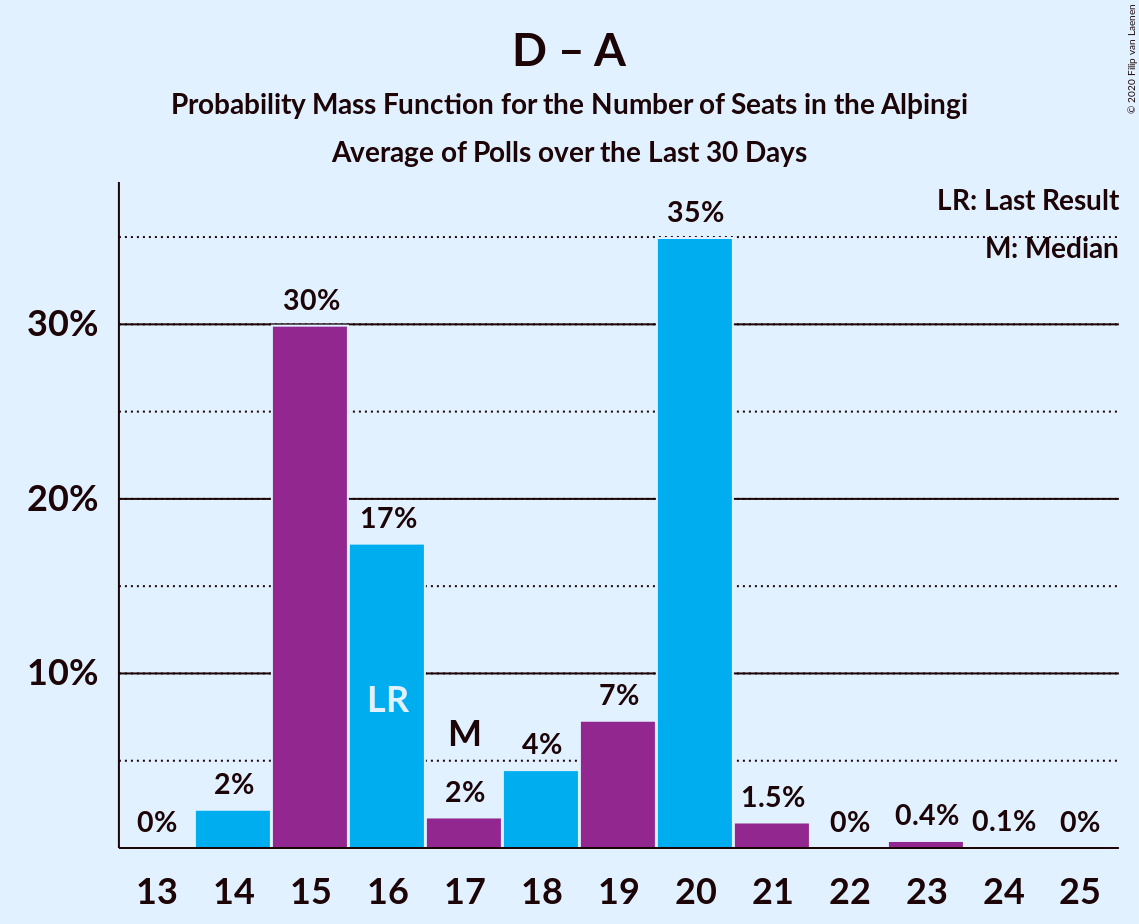 D – A
Probability Mass Function for the Number of Seats in the Alþingi
Average of Polls over the Last 30 Days
© 2020 Filip van Laenen
LR: Last Result
M: Median
30%
20%
10%
0%
2%
30%
17%
2%
4%
7%
35%
1.5%
0%
0.4%
0.1%
0%
LR
M
13 14 15 16 17 18 19 20 21 22 23 24 25